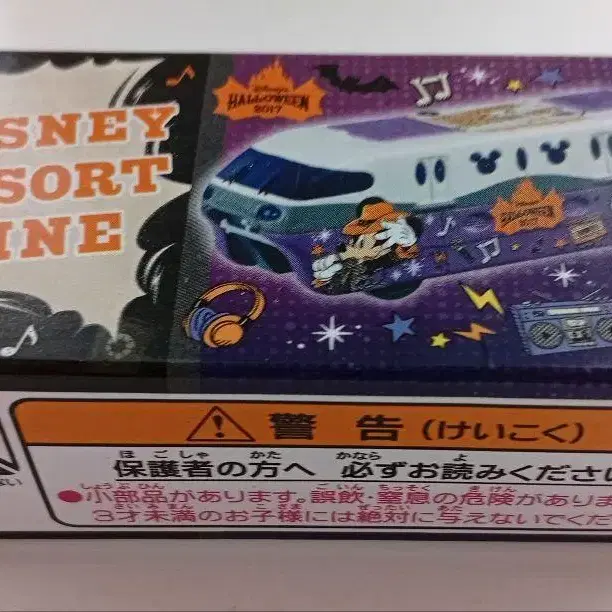 SNEY
SORT
INE
Disney's
HALLOWEEN
2017
HALLOWEEN
警告(けいこく)
ほごしゃ かた かなら よ
保護者の方へ 必ずお読みくださ
しょうぶひん ごいん ちっそく きけん
●小部品があります。誤飲・窒息の危険があります
さいみまん こさま ぜったい あた
3才未満のお子様には絶対に与えないでくだ